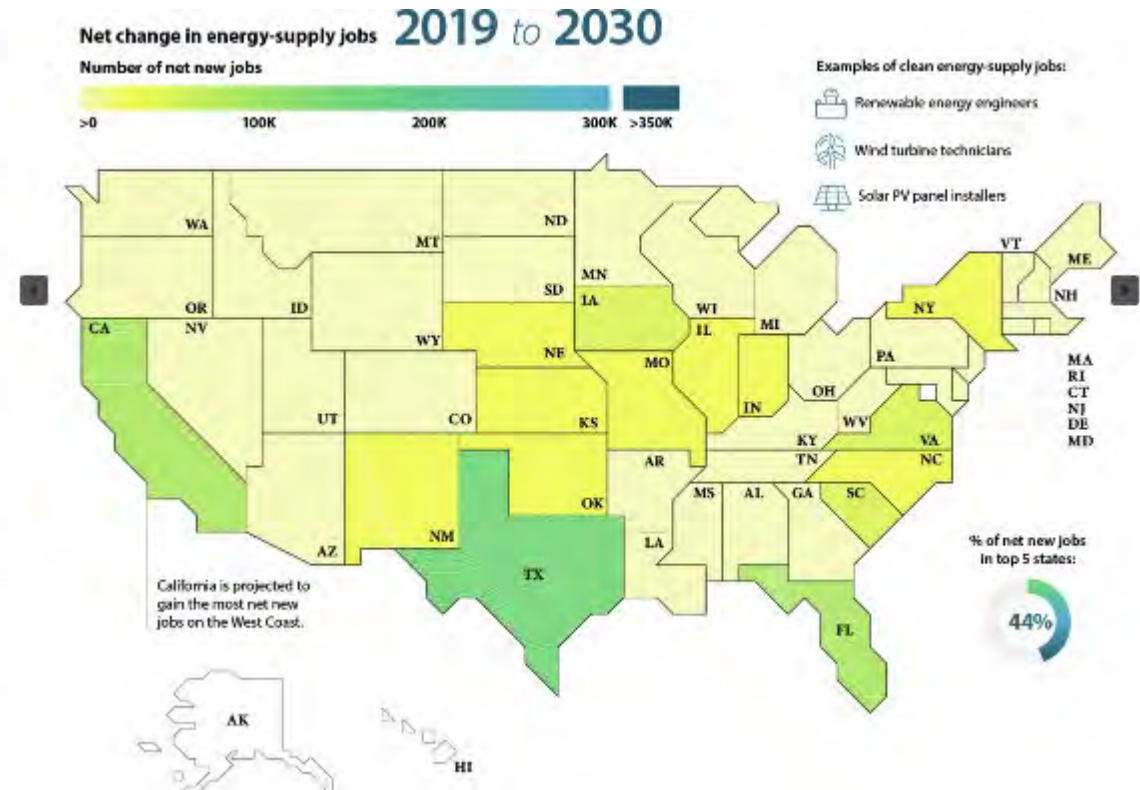 Net change in energy-supply jobs 2019 to 2030
Number of net new jobs
>0 100K 200K 300K >350K
Examples of clean energy-supply jobs:
Renewable energy engineers
Wind turbine technicians
Solar PV panel installers
WA
MT
ND
MN
VT
ME
OR
ID
SD
IA
WI
MI
NY
NH
CA
NV
WY
NE
IL
PA
MA
RI
CT
NJ
DE
MD
UT
CO
KS
MO
IN
OH
WV
KY
VA
AZ
NM
OK
AR
TN
NC
MS
AL
GA
SC
LA
TX
FL
California is projected to
gain the most net new
jobs on the West Coast.
% of net new jobs
in top 5 states:
44%
AK
HI